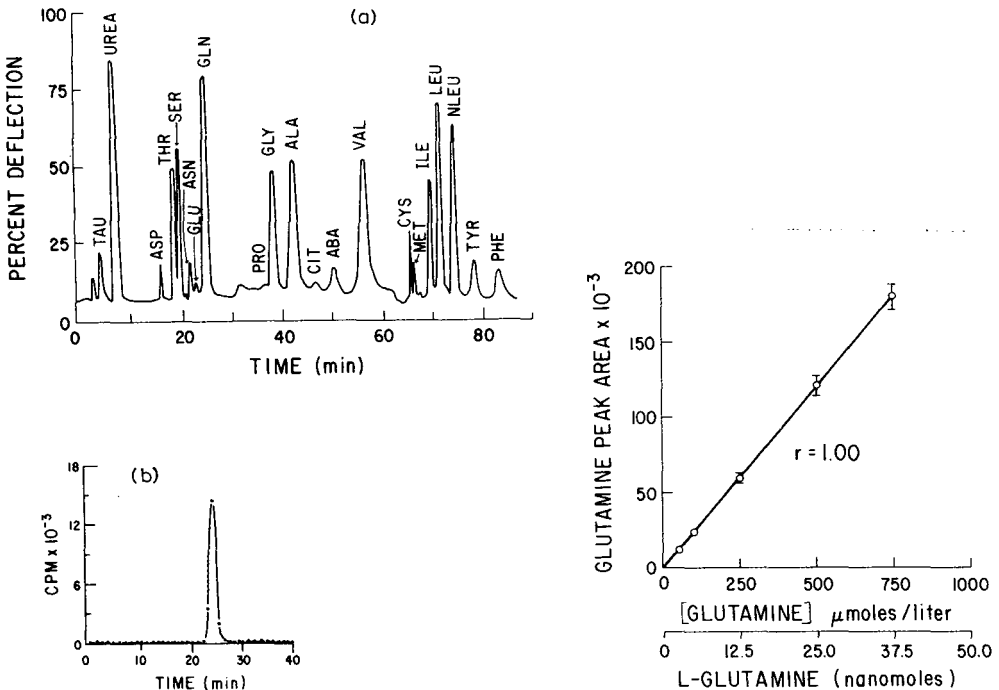 (a)
PERCENT DEFLECTION
100
75
50
25
0
TAU
UREA
ASP
THR
SER
ASN
GLU
GLN
PRO
GLY
ALA
CIT
ABA
VAL
CYS
MET
ILE
LEU
NLEU
TYR
PHE
0 20 40 60 80
TIME (min)
(b)
CPM x 10⁻³
18
12
6
0
0 10 20 30 40
TIME (min)
GLUTAMINE PEAK AREA x 10⁻³
200
150
100
50
0
r = 1.00
0 250 500 750 1000
[GLUTAMINE] μmoles/liter
0 12.5 25.0 37.5 50.0
L-GLUTAMINE (nanomoles)